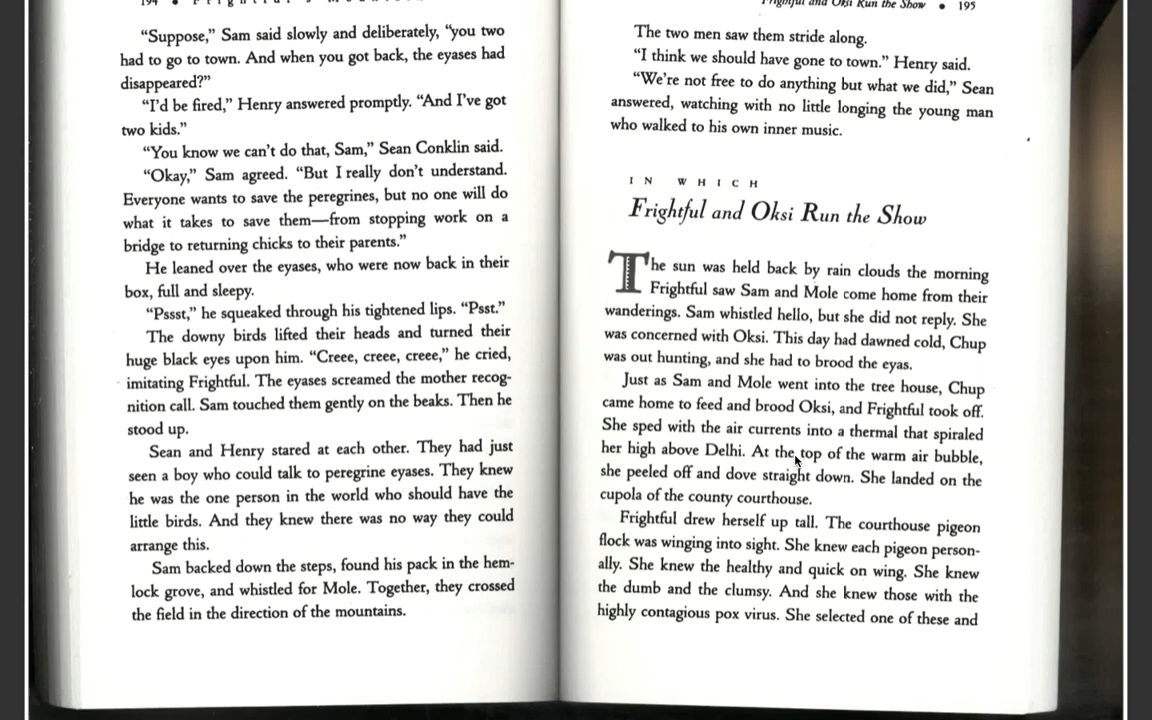 194 • Frightful's Mountain
"Suppose," Sam said slowly and deliberately, "you two
had to go to town. And when you got back, the eyases had
disappeared?"
"I'd be fired," Henry answered promptly. "And I've got
two kids."
"You know we can't do that, Sam," Sean Conklin said.
"Okay," Sam agreed. "But I really don't understand.
Everyone wants to save the peregrines, but no one will do
what it takes to save them—from stopping work on a
bridge to returning chicks to their parents."
He leaned over the eyases, who were now back in their
box, full and sleepy.
"Pssst," he squeaked through his tightened lips. "Psst."
The downy birds lifted their heads and turned their
huge black eyes upon him. "Creee, creee, creee," he cried,
imitating Frightful. The eyases screamed the mother recog-
nition call. Sam touched them gently on the beaks. Then he
stood up.
Sean and Henry stared at each other. They had just
seen a boy who could talk to peregrine eyases. They knew
he was the one person in the world who should have the
little birds. And they knew there was no way they could
arrange this.
Sam backed down the steps, found his pack in the hem-
lock grove, and whistled for Mole. Together, they crossed
the field in the direction of the mountains.
Frightful and Oksi Run the Show • 195
The two men saw them stride along.
"I think we should have gone to town." Henry said.
"We're not free to do anything but what we did," Sean
answered, watching with no little longing the young man
who walked to his own inner music.
IN WHICH
Frightful and Oksi Run the Show
The sun was held back by rain clouds the morning
Frightful saw Sam and Mole come home from their
wanderings. Sam whistled hello, but she did not reply. She
was concerned with Oksi. This day had dawned cold, Chup
was out hunting, and she had to brood the eyas.
Just as Sam and Mole went into the tree house, Chup
came home to feed and brood Oksi, and Frightful took off.
She sped with the air currents into a thermal that spiraled
her high above Delhi. At the top of the warm air bubble,
she peeled off and dove straight down. She landed on the
cupola of the county courthouse.
Frightful drew herself up tall. The courthouse pigeon
flock was winging into sight. She knew each pigeon person-
ally. She knew the healthy and quick on wing. She knew
the dumb and the clumsy. And she knew those with the
highly contagious pox virus. She selected one of these and